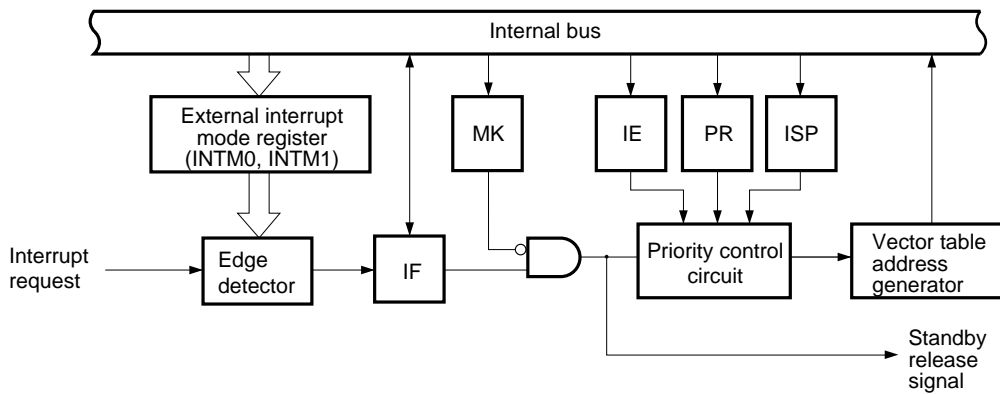 Internal bus
External interrupt
mode register
(INTM0, INTM1)
MK
IE
PR
ISP
Interrupt
request
Edge
detector
IF
Priority control
circuit
Vector table
address
generator
Standby
release
signal